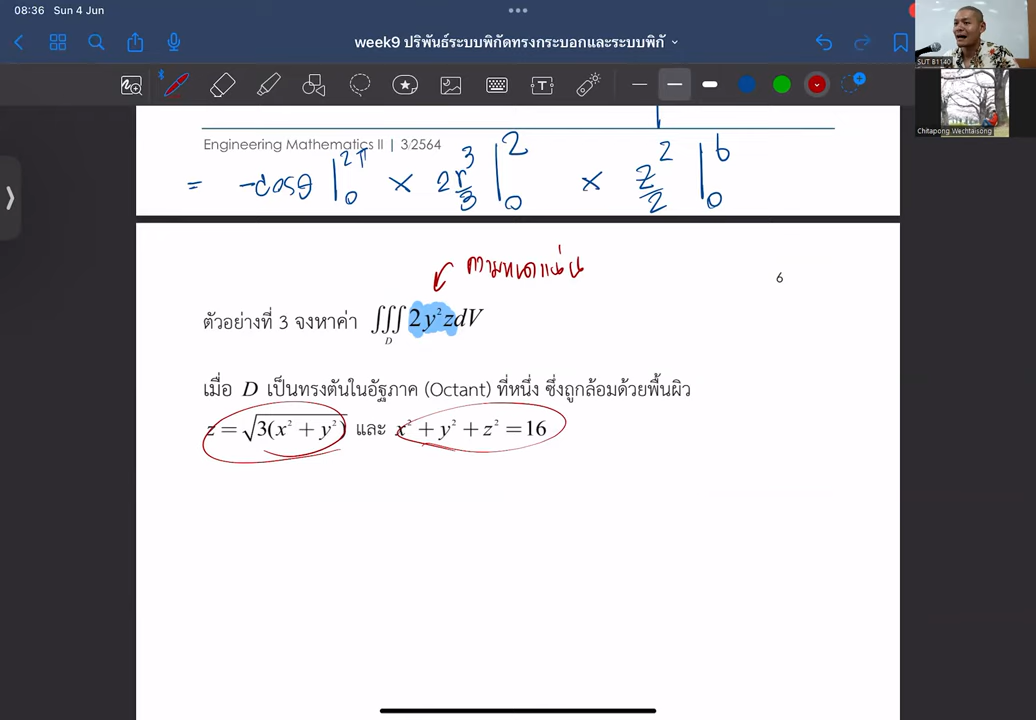 08:36 Sun 4 Jun
week9 ปริพันธ์ระบบพิกัดทรงกระบอกและระบบพิกั
SUT B1140
Chitapong Wechtaisong
Engineering Mathematics II | 3/2564
= -cosθ |₀^2π × 2r³/3 |₀² × z²/2 |₀⁶
ความหนาแน่น
6
ตัวอย่างที่ 3 จงหาค่า ∭_D 2y²zdV
เมื่อ D เป็นทรงตันในอัฐภาค (Octant) ที่หนึ่ง ซึ่งถูกล้อมด้วยพื้นผิว
z = √3(x² + y²) และ x² + y² + z² = 16